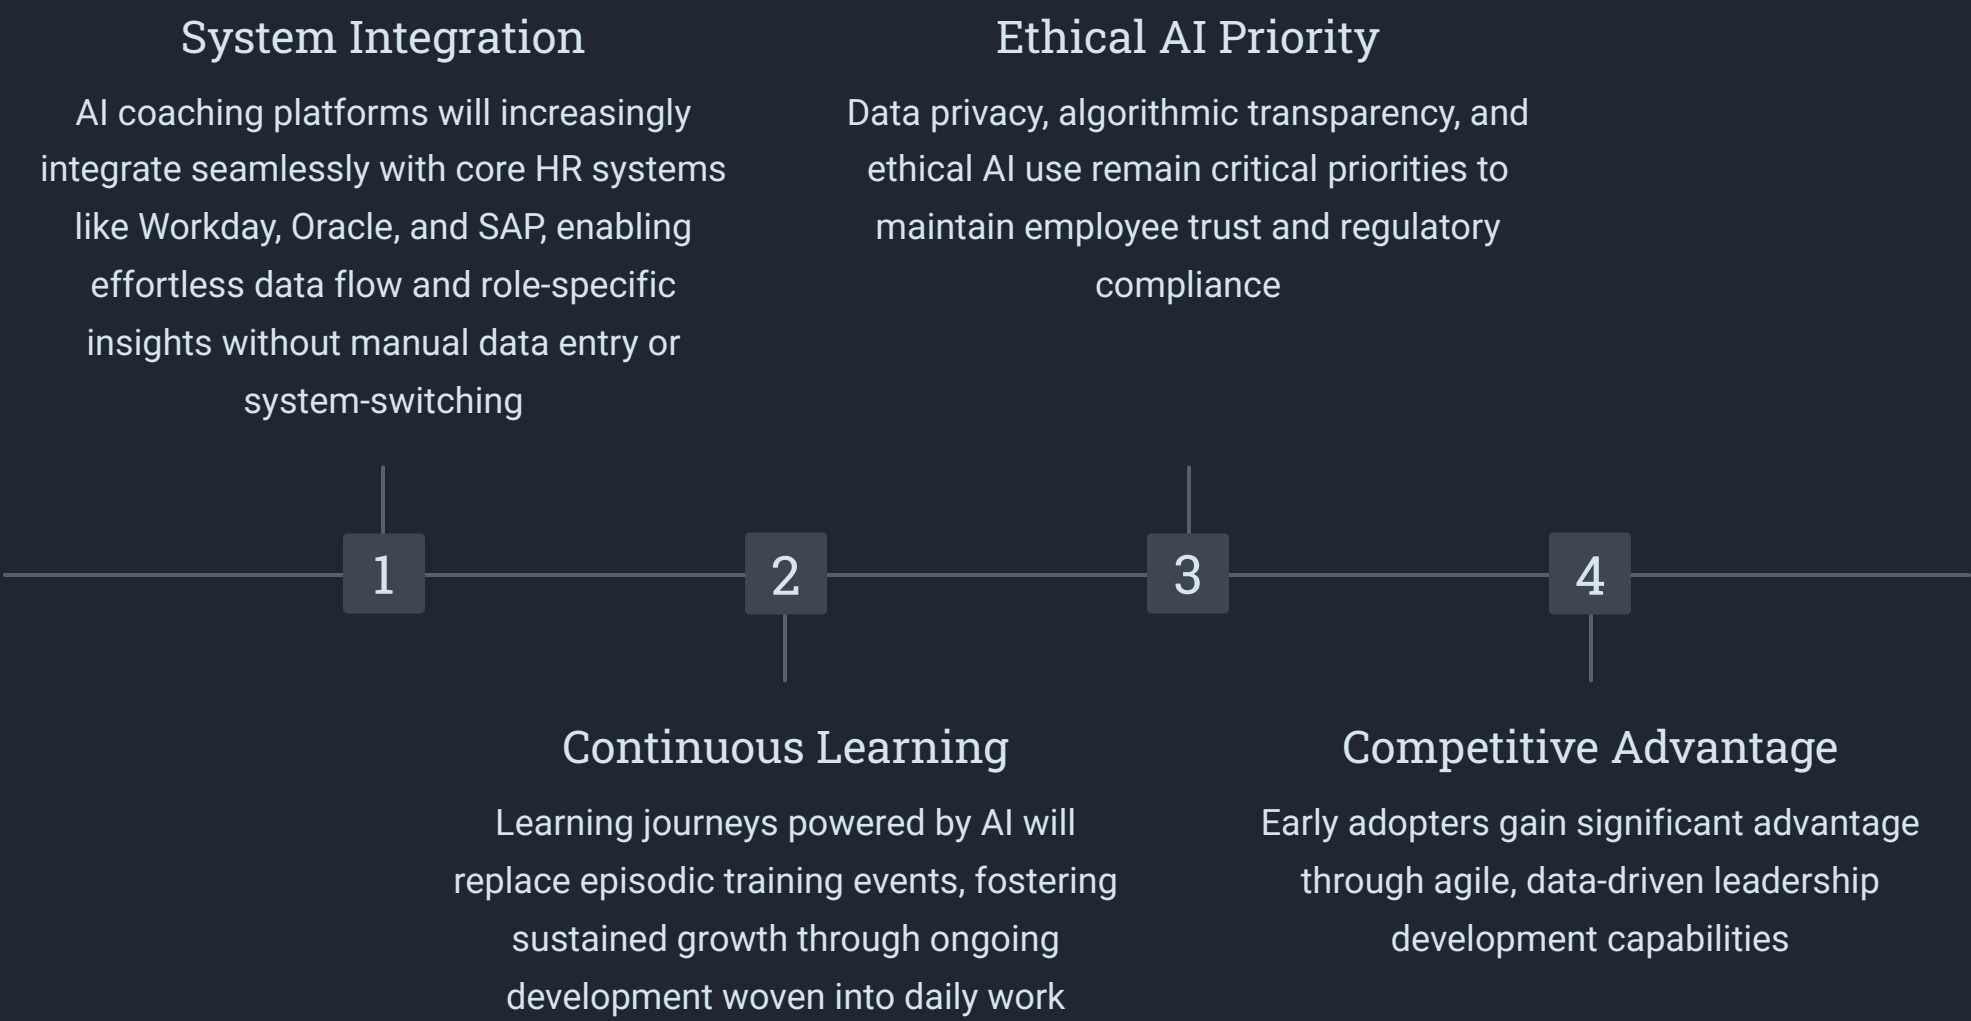 System Integration
AI coaching platforms will increasingly
integrate seamlessly with core HR systems
like Workday, Oracle, and SAP, enabling
effortless data flow and role-specific
insights without manual data entry or
system-switching
1
2
Continuous Learning
Learning journeys powered by AI will
replace episodic training events, fostering
sustained growth through ongoing
development woven into daily work
Ethical AI Priority
Data privacy, algorithmic transparency, and
ethical AI use remain critical priorities to
maintain employee trust and regulatory
compliance
3
4
Competitive Advantage
Early adopters gain significant advantage
through agile, data-driven leadership
development capabilities